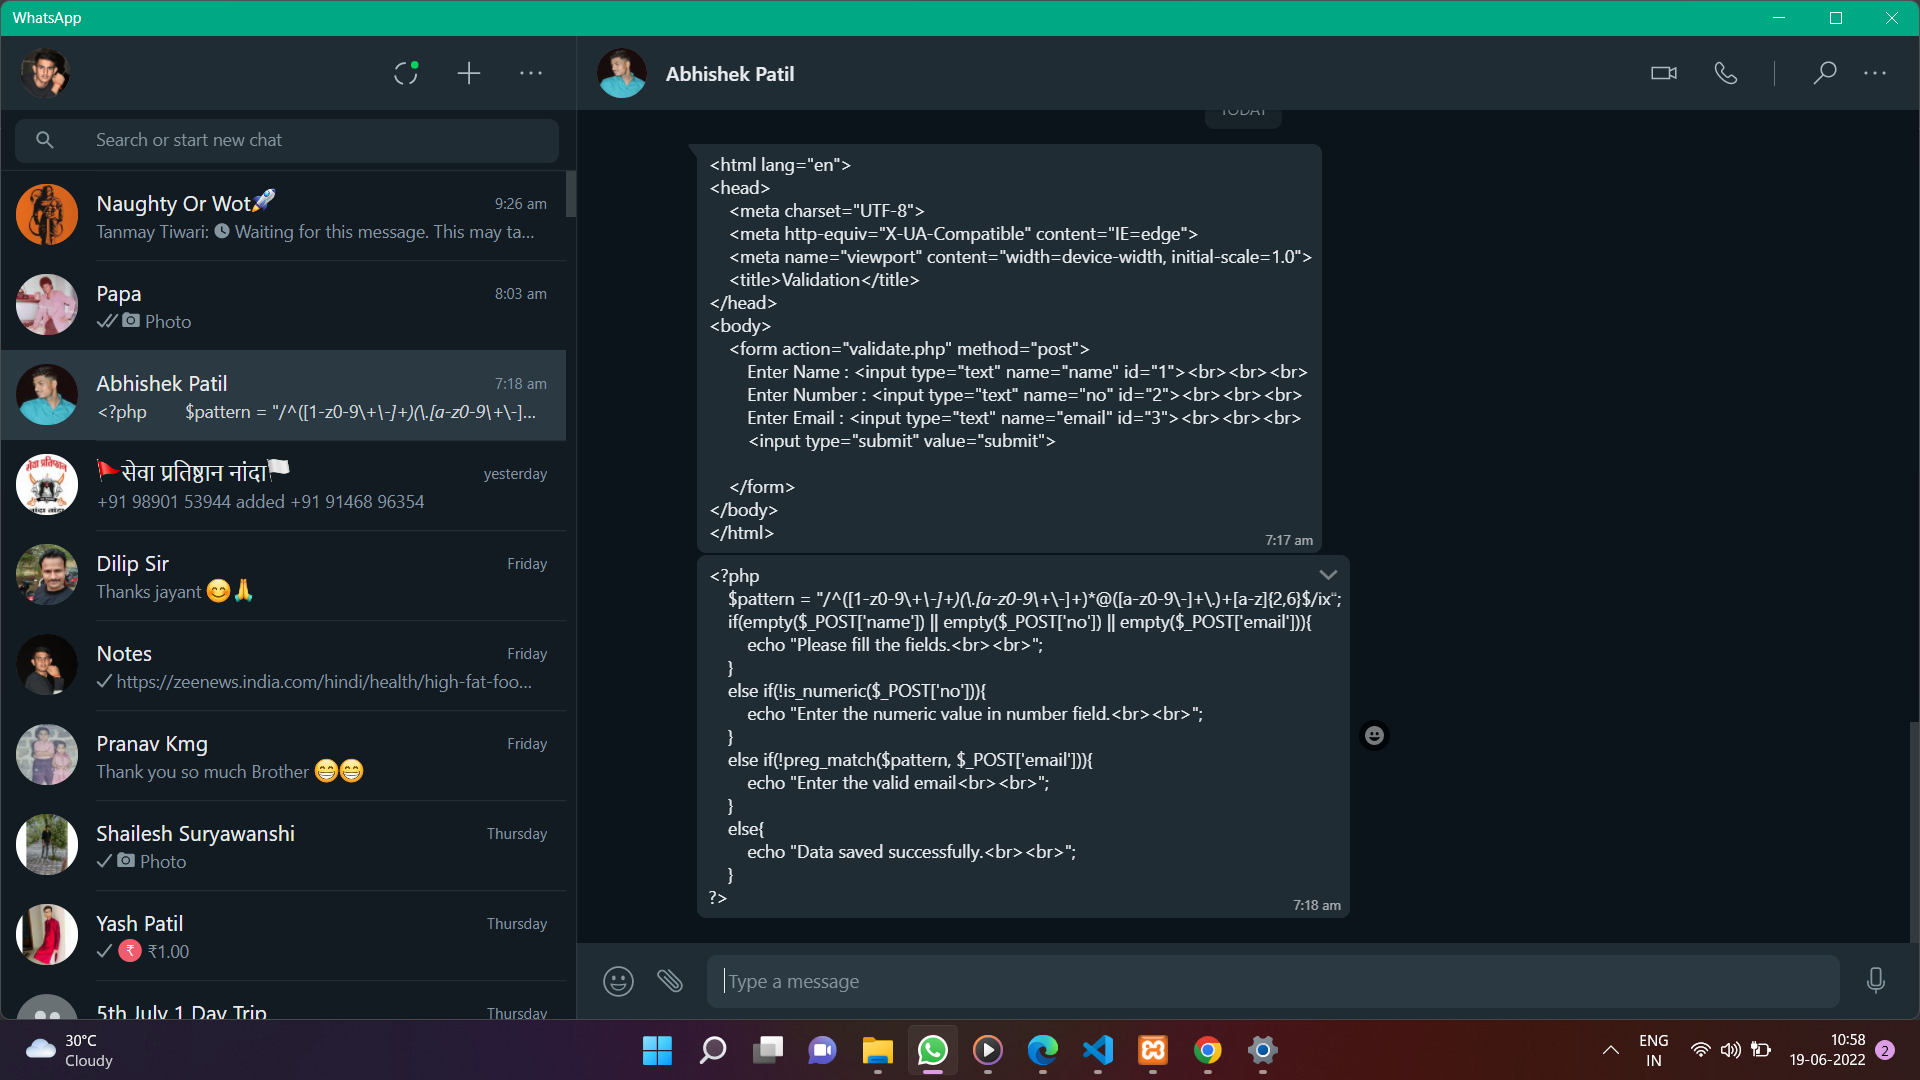 WhatsApp
Abhishek Patil
Search or start new chat
Naughty Or Wot🚀 9:26 am
Tanmay Tiwari: Waiting for this message. This may ta...
Papa 8:03 am
Photo
Abhishek Patil 7:18 am
<?php $pattern = "/^([1-z0-9\+\-]+)(\.[a-z0-9\+\-]...
🚩सेवा प्रतिष्ठान नांदा🏳 yesterday
+91 98901 53944 added +91 91468 96354
Dilip Sir Friday
Thanks jayant 😊🙏
Notes Friday
https://zeenews.india.com/hindi/health/high-fat-foo...
Pranav Kmg Friday
Thank you so much Brother 😁😁
Shailesh Suryawanshi Thursday
Photo
Yash Patil Thursday
₹ ₹1.00
5th July 1 Day Trip Thursday
TODAY
<html lang="en">
<head>
<meta charset="UTF-8">
<meta http-equiv="X-UA-Compatible" content="IE=edge">
<meta name="viewport" content="width=device-width, initial-scale=1.0">
<title>Validation</title>
</head>
<body>
<form action="validate.php" method="post">
Enter Name : <input type="text" name="name" id="1"><br><br><br>
Enter Number : <input type="text" name="no" id="2"><br><br><br>
Enter Email : <input type="text" name="email" id="3"><br><br><br>
<input type="submit" value="submit">
</form>
</body>
</html>
7:17 am
<?php
$pattern = "/^([1-z0-9\+\-]+)(\.[a-z0-9\+\-]+)*@([a-z0-9\-]+\.)+[a-z]{2,6}$/ix";
if(empty($_POST['name']) || empty($_POST['no']) || empty($_POST['email'])){
echo "Please fill the fields.<br><br>";
}
else if(!is_numeric($_POST['no'])){
echo "Enter the numeric value in number field.<br><br>";
}
else if(!preg_match($pattern, $_POST['email'])){
echo "Enter the valid email<br><br>";
}
else{
echo "Data saved successfully.<br><br>";
}
?>
7:18 am
Type a message
30°C
Cloudy
ENG
IN
10:58
19-06-2022
2